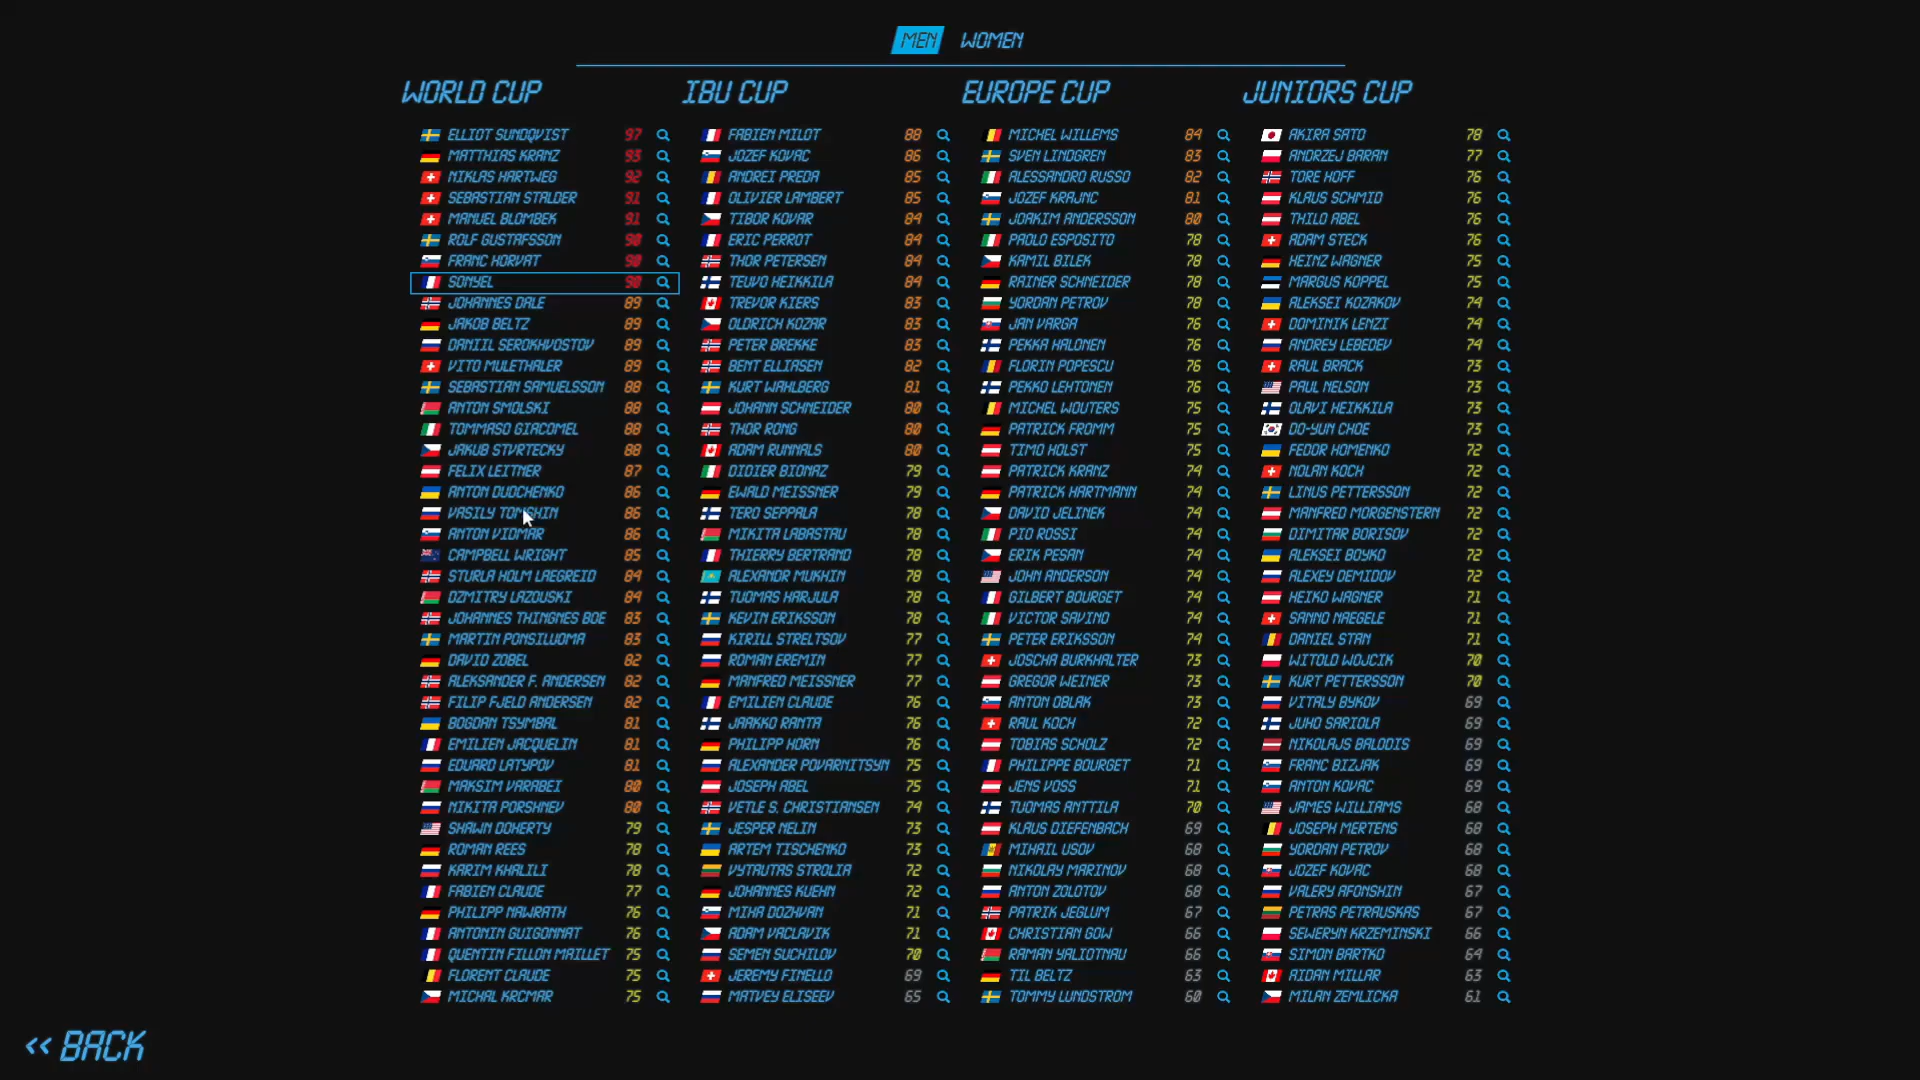 MEN WOMEN
WORLD CUP
ELLIOT SUNDQVIST 97
MATTHIAS KRANZ 93
NIKLAS HARTWEG 92
SEBASTIAN STALDER 91
MANUEL BLOMBEK 91
ROLF GUSTAFSSON 90
FRANC HORVAT 90
SONYEL 90
JOHANNES DALE 89
JAKOB BELTZ 89
DANIIL SEROKHVOSTOV 89
VITO MULETHALER 89
SEBASTIAN SAMUELSSON 88
ANTON SMOLSKI 88
TOMMASO GIACOMEL 88
JAKUB STVRTECKY 88
FELIX LEITNER 87
ANTON DUDCHENKO 86
VASILY TOMSHIN 86
ANTON VIDMAR 86
CAMPBELL WRIGHT 85
STURLA HOLM LAEGREID 84
DZMITRY LAZOUSKI 84
JOHANNES THINGNES BOE 83
MARTIN PONSILUOMA 83
DAVID ZOBEL 82
ALEKSANDER F. ANDERSEN 82
FILIP FJELD ANDERSEN 82
BOGDAN TSYMBAL 81
EMILIEN JACQUELIN 81
EDUARD LATYPOV 81
MAKSIM VARABEI 80
NIKITA PORSHNEV 80
SHAWN DOHERTY 79
ROMAN REES 78
KARIM KHALILI 78
FABIEN CLAUDE 77
PHILIPP NAWRATH 76
ANTONIN GUIGONNAT 76
QUENTIN FILLON MAILLET 75
FLORENT CLAUDE 75
MICHAL KRCMAR 75
IBU CUP
FABIEN MILOT 88
JOZEF KOVAC 86
ANDREI PREDA 85
OLIVIER LAMBERT 85
TIBOR KOVAR 84
ERIC PERROT 84
THOR PETERSEN 84
TEUVO HEIKKILA 84
TREVOR KIERS 83
OLDRICH KOZAR 83
PETER BREKKE 83
BENT ELLIASEN 82
KURT WAHLBERG 81
JOHANN SCHNEIDER 80
THOR RONG 80
ADAM RUNNALS 80
DIDIER BIONAZ 79
EWALD MEISSNER 79
TERO SEPPALA 78
MIKITA LABASTAU 78
THIERRY BERTRAND 78
ALEXANDR MUKHIN 78
TUOMAS HARJULA 78
KEVIN ERIKSSON 78
KIRILL STRELTSOV 77
ROMAN EREMIN 77
MANFRED MEISSNER 77
EMILIEN CLAUDE 76
JAAKKO RANTA 76
PHILIPP HORN 76
ALEXANDER POVARNITSYN 75
JOSEPH ABEL 75
VETLE S. CHRISTIANSEN 74
JESPER NELIN 73
ARTEM TISCHENKO 73
VYTAUTAS STROLIA 72
JOHANNES KUEHN 72
MIHA DOZHVAN 71
ADAM VACLAVIK 71
SEMEN SUCHILOV 70
JEREMY FINELLO 69
MATVEY ELISEEV 65
EUROPE CUP
MICHEL WILLEMS 84
SVEN LINDGREN 83
ALESSANDRO RUSSO 82
JOZEF KRAJNC 81
JOAKIM ANDERSSON 80
PAOLO ESPOSITO 78
KAMIL BILEK 78
RAINER SCHNEIDER 78
YORDAN PETROV 78
JAN VARGA 76
PEKKA HALONEN 76
FLORIN POPESCU 76
PEKKO LEHTONEN 76
MICHEL WOUTERS 75
PATRICK FROMM 75
TIMO HOLST 75
PATRICK KRANZ 74
PATRICK HARTMANN 74
DAVID JELINEK 74
PIO ROSSI 74
ERIK PESAN 74
JOHN ANDERSON 74
GILBERT BOURGET 74
VICTOR SAVINO 74
PETER ERIKSSON 74
JOSCHA BURKHALTER 73
GREGOR WEINER 73
ANTON OBLAK 73
RAUL KOCH 72
TOBIAS SCHOLZ 72
PHILIPPE BOURGET 71
JENS VOSS 71
TUOMAS ANTTILA 70
KLAUS DIEFENBACH 69
MIHAIL USOV 68
NIKOLAY MARINOV 68
ANTON ZOLOTOV 68
PATRIK JEGLUM 67
CHRISTIAN GOW 66
RAMAN YALIOTNAU 66
TIL BELTZ 63
TOMMY LUNDSTROM 60
JUNIORS CUP
AKIRA SATO 78
ANDRZEJ BARAN 77
TORE HOFF 76
KLAUS SCHMID 76
THILO ABEL 76
ADAM STECK 76
HEINZ WAGNER 75
MARGUS KOPPEL 75
ALEKSEI KOZAKOV 74
DOMINIK LENZI 74
ANDREY LEBEDEV 74
RAUL BRACK 73
PAUL NELSON 73
OLAVI HEIKKILA 73
DO-YUN CHOE 73
FEDOR HOMENKO 72
NOLAN KOCH 72
LINUS PETTERSSON 72
MANFRED MORGENSTERN 72
DIMITAR BORISOV 72
ALEKSEI BOYKO 72
ALEXEY DEMIDOV 72
HEIKO WAGNER 71
SANNO NAEGELE 71
DANIEL STAN 71
WITOLD WOJCIK 70
KURT PETTERSSON 70
VITALY BYKOV 69
JUHO SARIOLA 69
NIKOLAJS BALODIS 69
FRANC BIZJAK 69
ANTON KOVAC 69
JAMES WILLIAMS 68
JOSEPH MERTENS 68
YORDAN PETROV 68
JOZEF KOVAC 68
VALERY AFONSHIN 67
PETRAS PETRAUSKAS 67
SEWERYN KRZEMINSKI 66
SIMON BARTKO 64
AIDAN MILLAR 63
MILAN ZEMLICKA 61
<< BACK